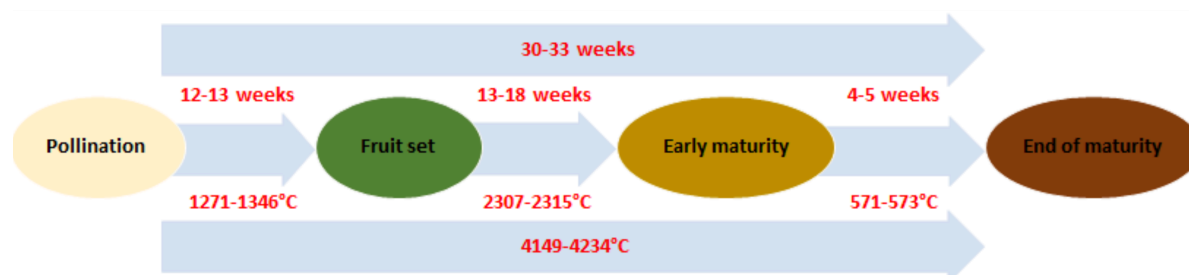 30-33 weeks
12-13 weeks
13-18 weeks
4-5 weeks
Pollination
Fruit set
Early maturity
End of maturity
1271-1346°C
2307-2315°C
571-573°C
4149-4234°C